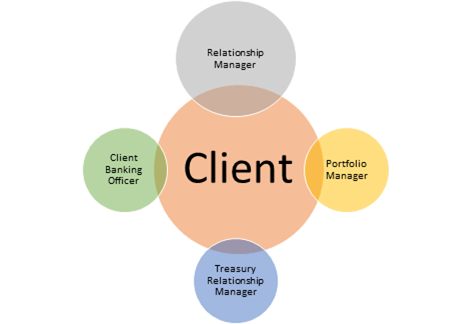 Relationship
Manager
Client
Banking
Officer
Client
Portfolio
Manager
Treasury
Relationship
Manager